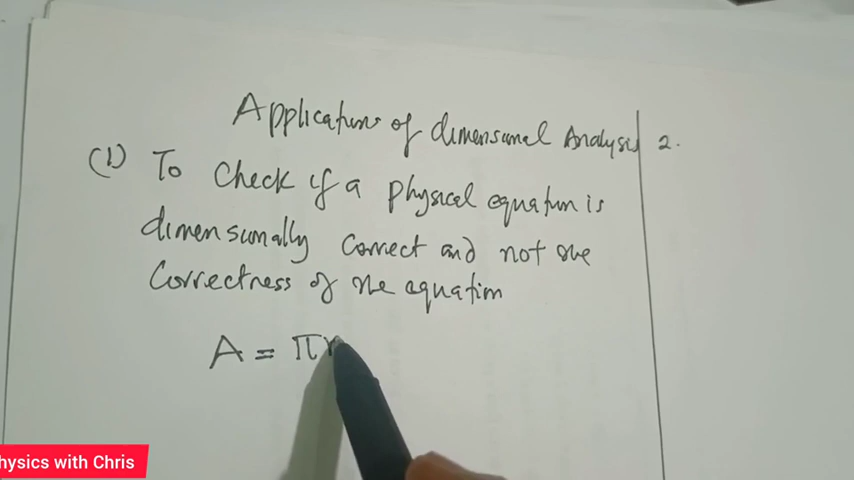 Applications of dimensional Analysis
2.
(1) To Check if a physical equation is
dimensionally Correct and not the
Correctness of the equation
A = πr
hysics with Chris